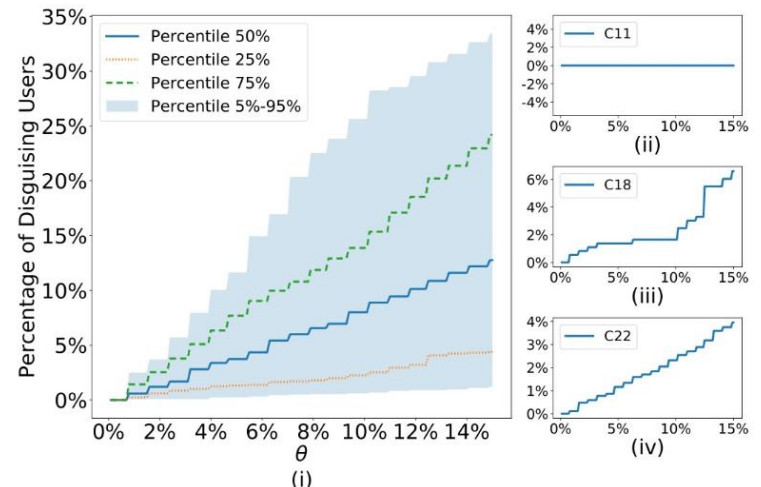 35%
30%
25%
20%
15%
10%
5%
0%
Percentage of Disguising Users
Percentile 50%
Percentile 25%
Percentile 75%
Percentile 5%-95%
0% 2% 4% 6% 8% 10% 12% 14%
θ
(i)
4%
2%
0%
-2%
-4%
C11
0% 5% 10% 15%
(ii)
6%
4%
2%
0%
C18
0% 5% 10% 15%
(iii)
4%
3%
2%
1%
0%
C22
0% 5% 10% 15%
(iv)